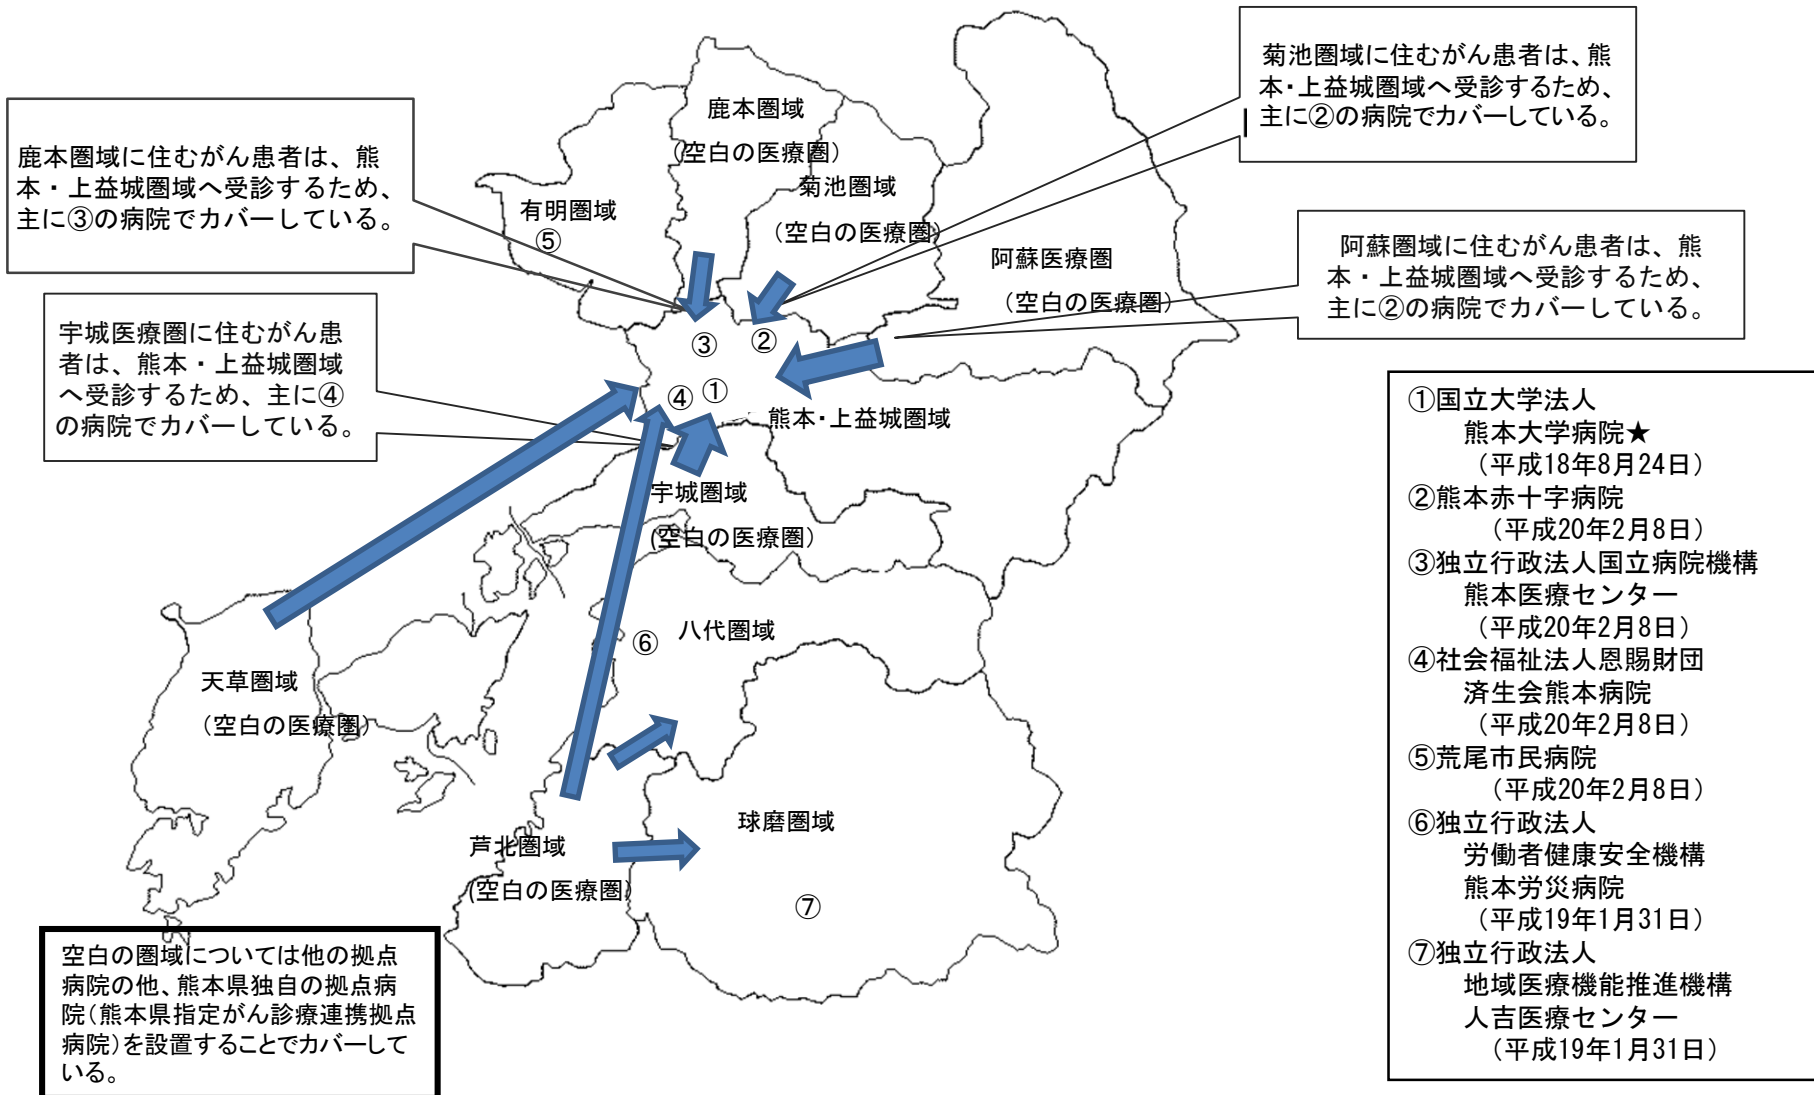 菊池圏域に住むがん患者は、熊
本・上益城圏域へ受診するため、
主に②の病院でカバーしている。
鹿本圏域に住むがん患者は、熊
本・上益城圏域へ受診するため、
主に③の病院でカバーしている。
鹿本圏域
(空白の医療圏)
菊池圏域
(空白の医療圏)
有明圏域
⑤
阿蘇医療圏
(空白の医療圏)
阿蘇圏域に住むがん患者は、熊
本・上益城圏域へ受診するため、
主に②の病院でカバーしている。
宇城医療圏に住むがん患
者は、熊本・上益城圏域
へ受診するため、主に④
の病院でカバーしている。
③
②
④
①
熊本・上益城圏域
宇城圏域
(空白の医療圏)
⑥
八代圏域
天草圏域
(空白の医療圏)
芦北圏域
(空白の医療圏)
球磨圏域
⑦
空白の圏域については他の拠点
病院の他、熊本県独自の拠点病
院(熊本県指定がん診療連携拠点
病院)を設置することでカバーして
いる。
①国立大学法人
熊本大学病院★
(平成18年8月24日)
②熊本赤十字病院
(平成20年2月8日)
③独立行政法人国立病院機構
熊本医療センター
(平成20年2月8日)
④社会福祉法人恩賜財団
済生会熊本病院
(平成20年2月8日)
⑤荒尾市民病院
(平成20年2月8日)
⑥独立行政法人
労働者健康安全機構
熊本労災病院
(平成19年1月31日)
⑦独立行政法人
地域医療機能推進機構
人吉医療センター
(平成19年1月31日)